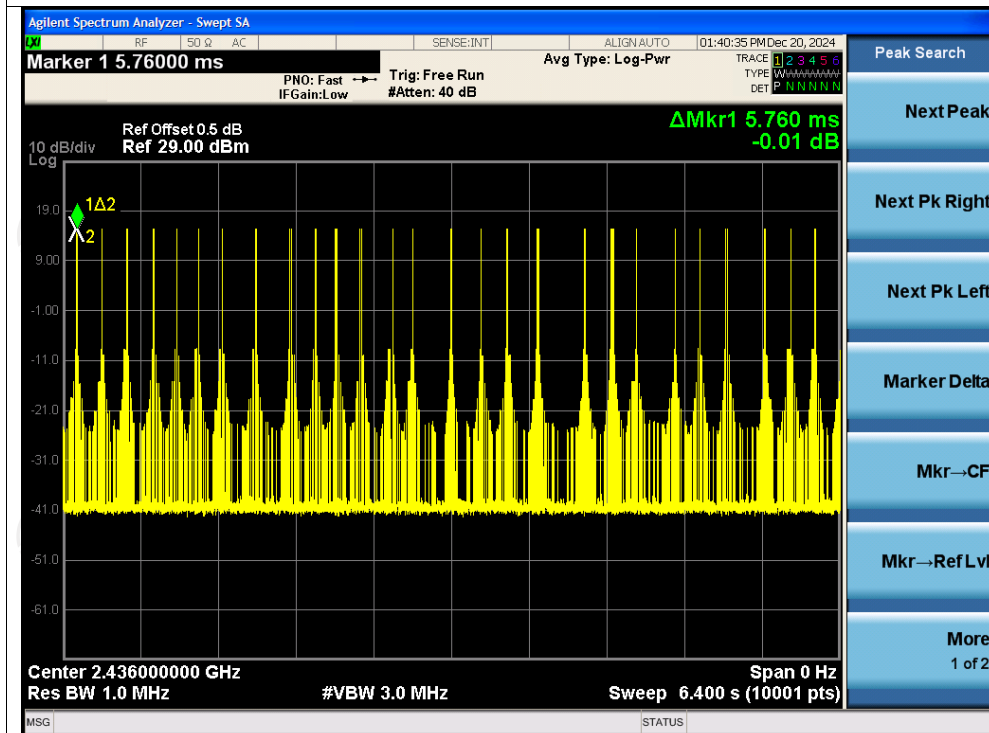 Agilent Spectrum Analyzer - Swept SA
LXI RF 50 Ω AC SENSE:INT ALIGN AUTO 01:40:35 PM Dec 20, 2024
Marker 1 5.76000 ms
PNO: Fast
IFGain:Low
Trig: Free Run
#Atten: 40 dB
Avg Type: Log-Pwr
TRACE 1 2 3 4 5 6
TYPE WWWWWW
DET P N N N N N
ΔMkr1 5.760 ms
-0.01 dB
Ref Offset 0.5 dB
10 dB/div Ref 29.00 dBm
Log
19.0
9.00
-1.00
-11.0
-21.0
-31.0
-41.0
-51.0
-61.0
1Δ2
2
Center 2.436000000 GHz Span 0 Hz
Res BW 1.0 MHz #VBW 3.0 MHz Sweep 6.400 s (10001 pts)
MSG STATUS
Peak Search
Next Peak
Next Pk Right
Next Pk Left
Marker Delta
Mkr→CF
Mkr→Ref Lvl
More
1 of 2